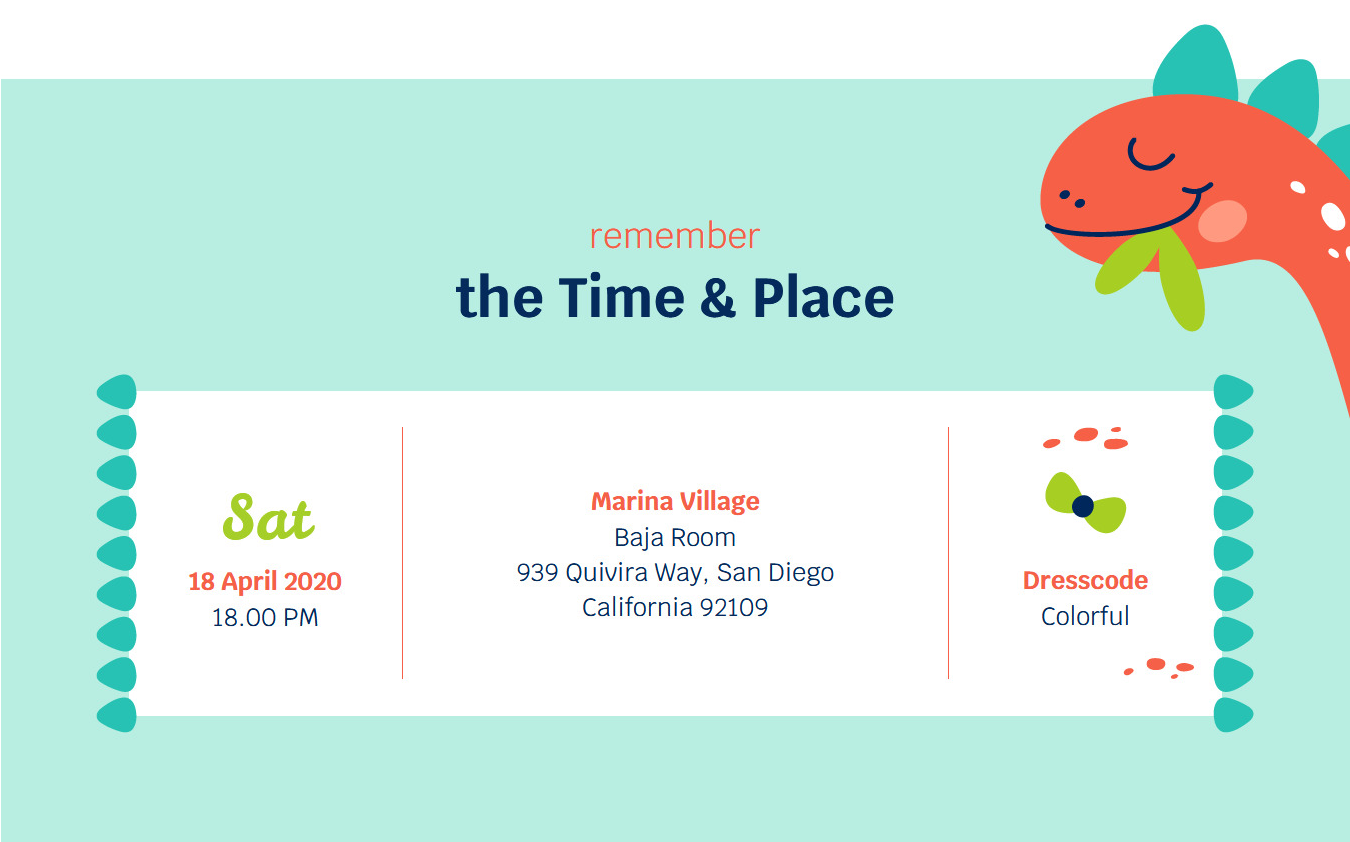 remember
the Time & Place
Sat
18 April 2020
18.00 PM
Marina Village
Baja Room
939 Quivira Way, San Diego
California 92109
Dresscode
Colorful